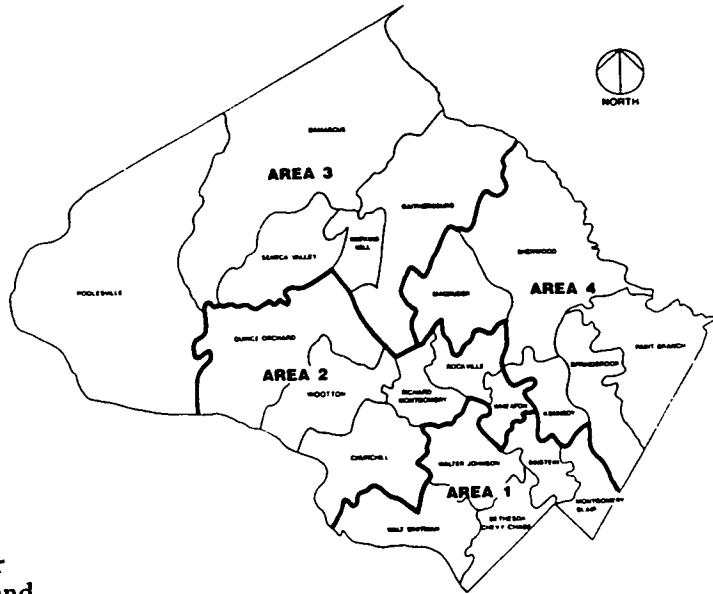 NORTH
DAMASCUS
AREA 3
GAITHERSBURG
WATKINS
MILL
SENECA VALLEY
SHERWOOD
POOLESVILLE
MAGRUDER
AREA 4
QUINCE ORCHARD
PAINT BRANCH
SPRINGBROOK
ROCKVILLE
AREA 2
WOOTTON
RICHARD
MONTGOMERY
WHEATON
KENNEDY
CHURCHILL
WALTER JOHNSON
EINSTEIN
AREA 1
MONTGOMERY
BLAIR
BETHESDA
CHEVY CHASE
WALT WHITMAN